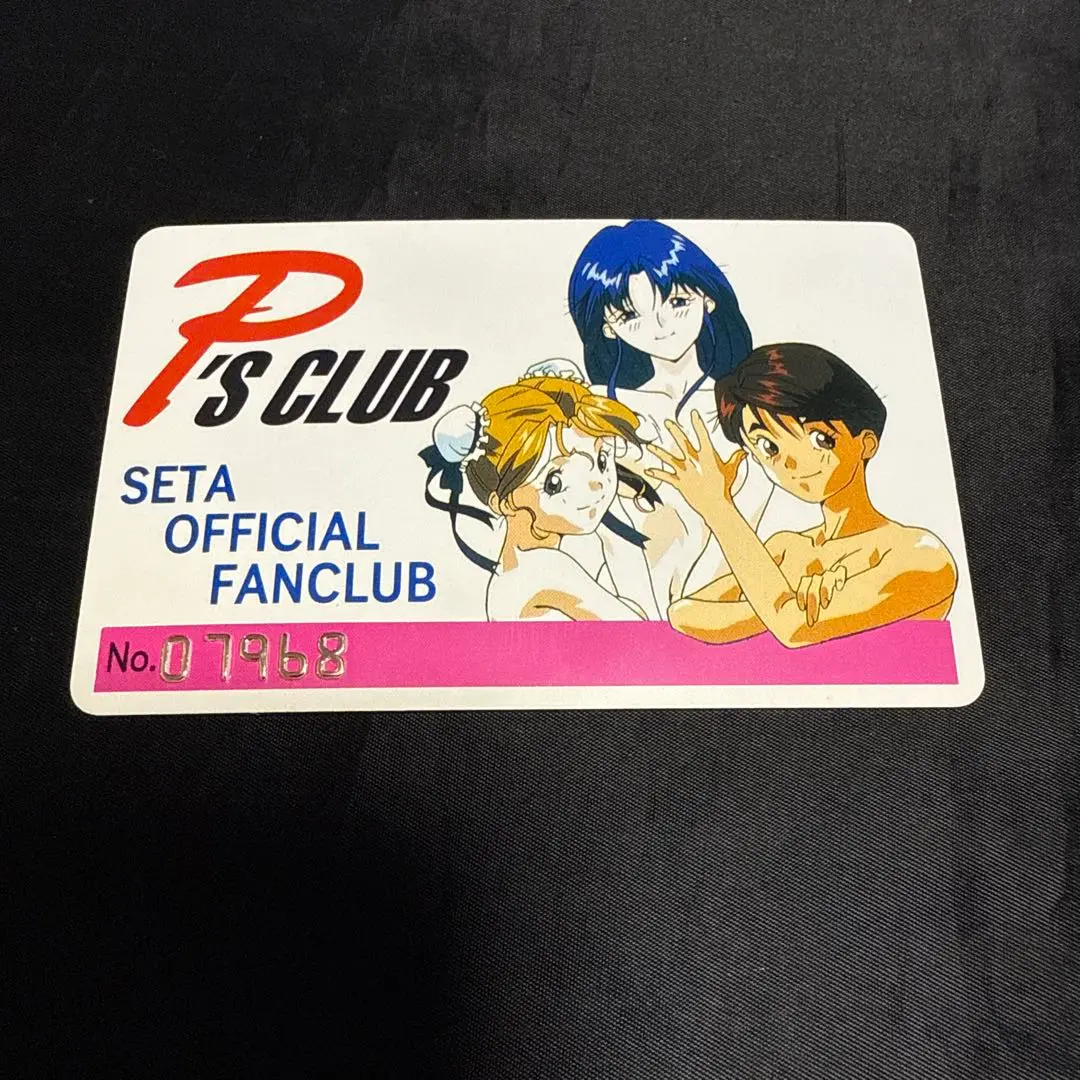 P'S CLUB
SETA
OFFICIAL
FANCLUB
No.07968